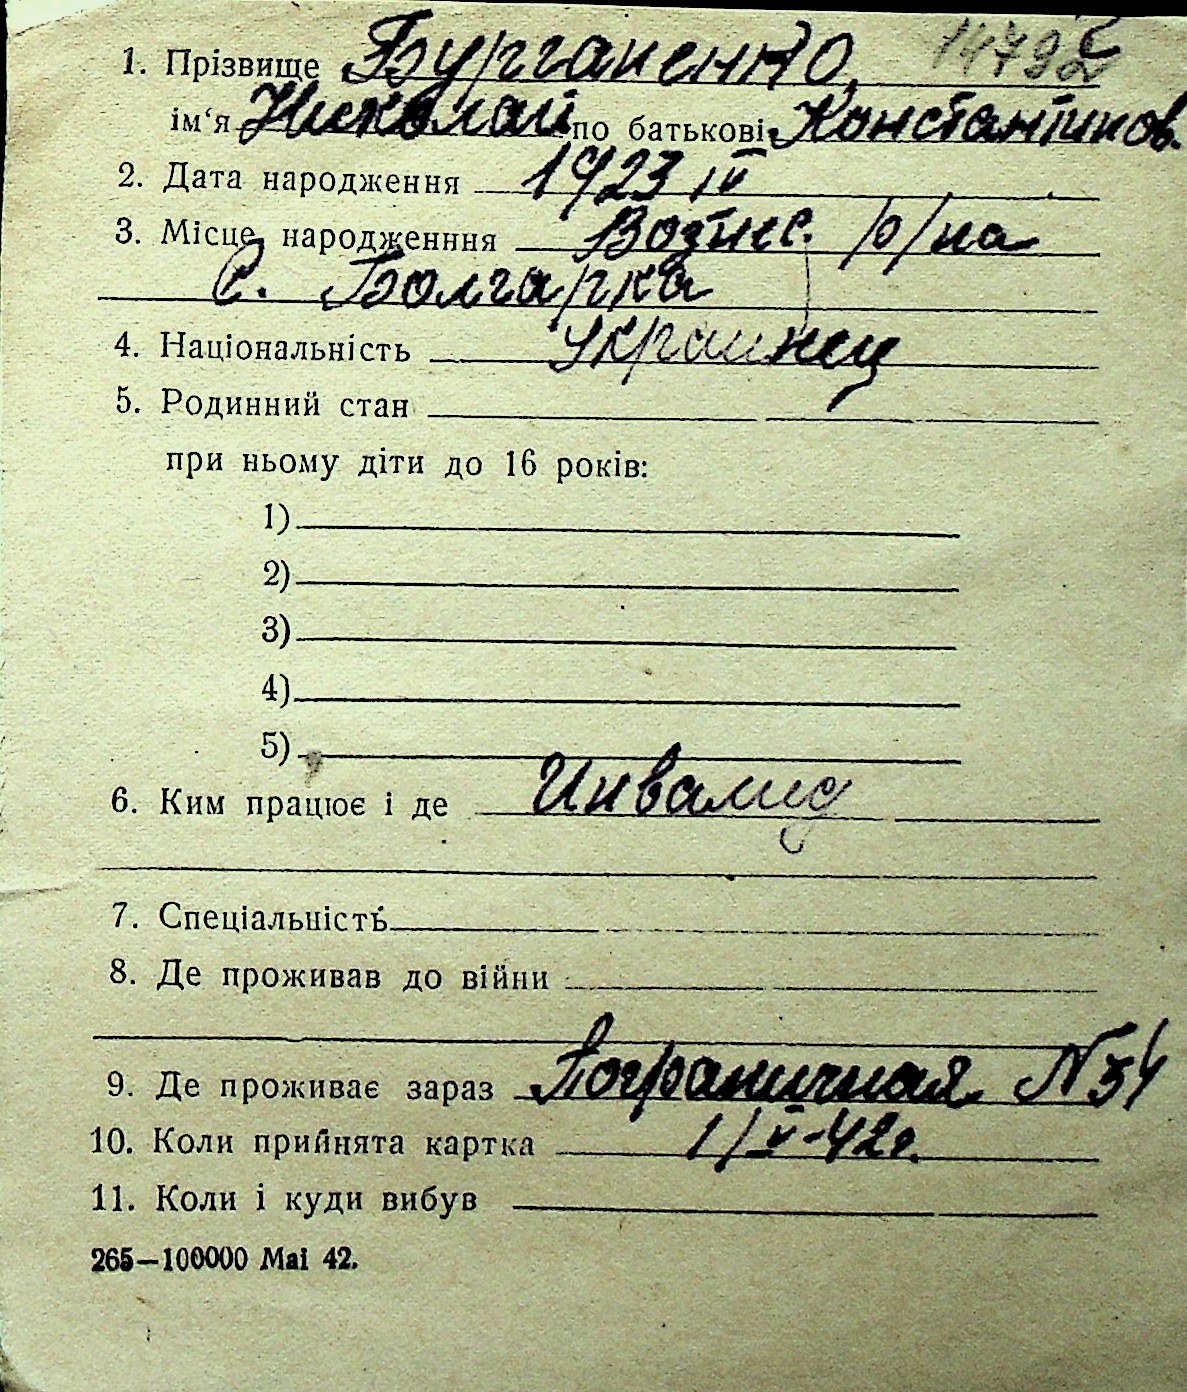 1479
1. Прізвище Бурганенко
ім‘я Николай по батькові Константинов.
2. Дата народження 1923 IV
3. Місце народженння Вознес. р/на
С. Болгарка
4. Національність Украинец
5. Родинний стан
при ньому діти до 16 років:
1)
2)
3)
4)
5)
6. Ким працює і де Инвалид
7. Спеціальність
8. Де проживав до війни
9. Де проживає зараз Пограничная N 54
10. Коли прийнята картка 1/V-42г.
11. Коли і куди вибув
265—100000 Mai 42.